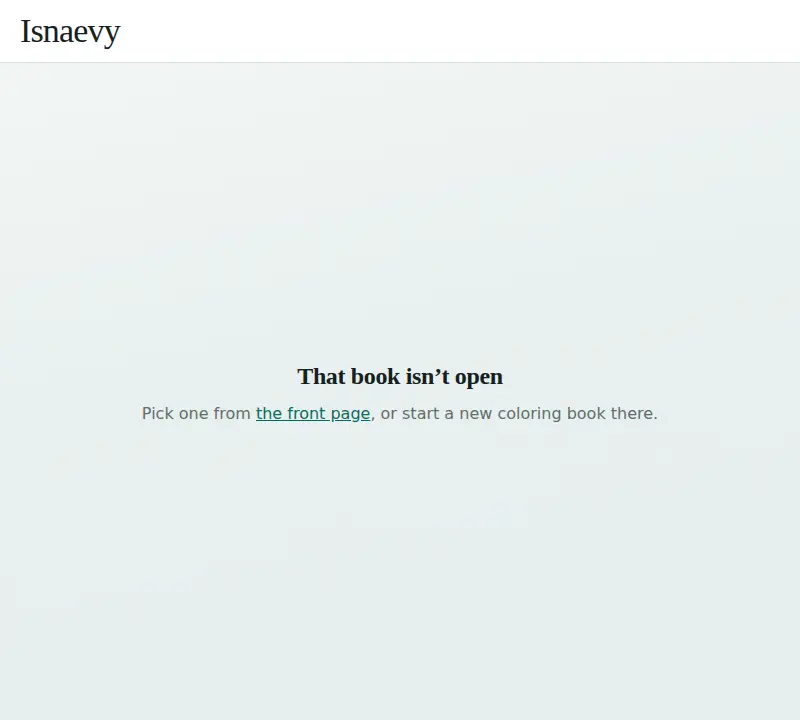 Isnaevy
That book isn’t open
Pick one from the front page, or start a new coloring book there.